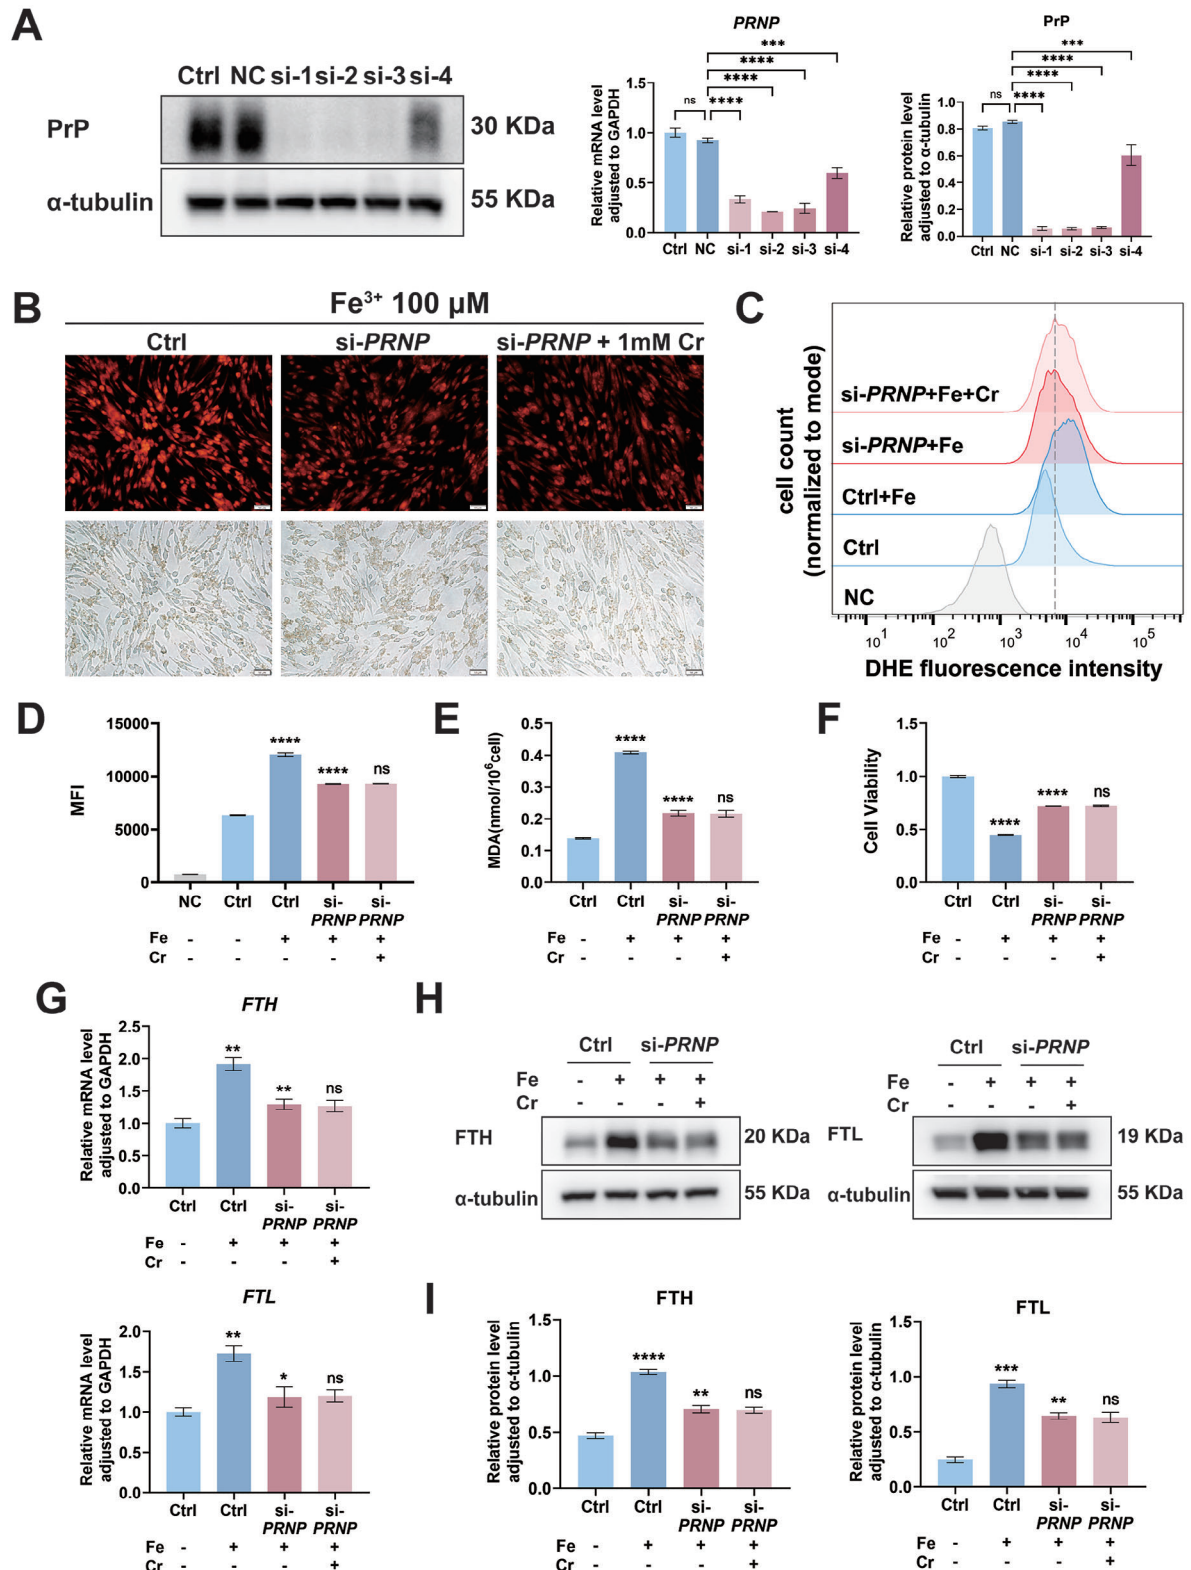 A
Ctrl NC si-1 si-2 si-3 si-4
PrP
30 KDa
α-tubulin
55 KDa
PRNP
Relative mRNA level
adjusted to GAPDH
1.5
1.0
0.5
0.0
ns
****
****
****
***
Ctrl NC si-1 si-2 si-3 si-4
PrP
Relative protein level
adjusted to α-tubulin
1.0
0.8
0.6
0.4
0.2
0
ns
****
****
****
***
Ctrl NC si-1 si-2 si-3 si-4
B
Fe³⁺ 100 μM
Ctrl si-PRNP si-PRNP + 1mM Cr
C
cell count
(normalized to mode)
si-PRNP+Fe+Cr
si-PRNP+Fe
Ctrl+Fe
Ctrl
NC
10¹ 10² 10³ 10⁴ 10⁵
DHE fluorescence intensity
D
MFI
15000
10000
5000
0
**** **** ns
NC Ctrl Ctrl si-PRNP si-PRNP
Fe - - + + +
Cr - - - - +
E
MDA(nmol/10⁶cell)
0.5
0.4
0.3
0.2
0.1
0.0
**** **** ns
Ctrl Ctrl si-PRNP si-PRNP
Fe - + + +
Cr - - - +
F
Cell Viability
1.5
1.0
0.5
0.0
**** **** ns
Ctrl Ctrl si-PRNP si-PRNP
Fe - + + +
Cr - - - +
G
FTH
Relative mRNA level
adjusted to GAPDH
2.5
2.0
1.5
1.0
0.5
0.0
** ** ns
Ctrl Ctrl si-PRNP si-PRNP
Fe - + + +
Cr - - - +
FTL
Relative mRNA level
adjusted to GAPDH
2.0
1.5
1.0
0.5
0.0
** * ns
Ctrl Ctrl si-PRNP si-PRNP
Fe - + + +
Cr - - - +
H
Ctrl si-PRNP
Fe - + + +
Cr - - - +
FTH 20 KDa
α-tubulin 55 KDa
Ctrl si-PRNP
Fe - + + +
Cr - - - +
FTL 19 KDa
α-tubulin 55 KDa
I
FTH
Relative protein level
adjusted to α-tubulin
1.5
1.0
0.5
0.0
**** ** ns
Ctrl Ctrl si-PRNP si-PRNP
Fe - + + +
Cr - - - +
FTL
Relative protein level
adjusted to α-tubulin
1.5
1.0
0.5
0.0
*** ** ns
Ctrl Ctrl si-PRNP si-PRNP
Fe - + + +
Cr - - - +